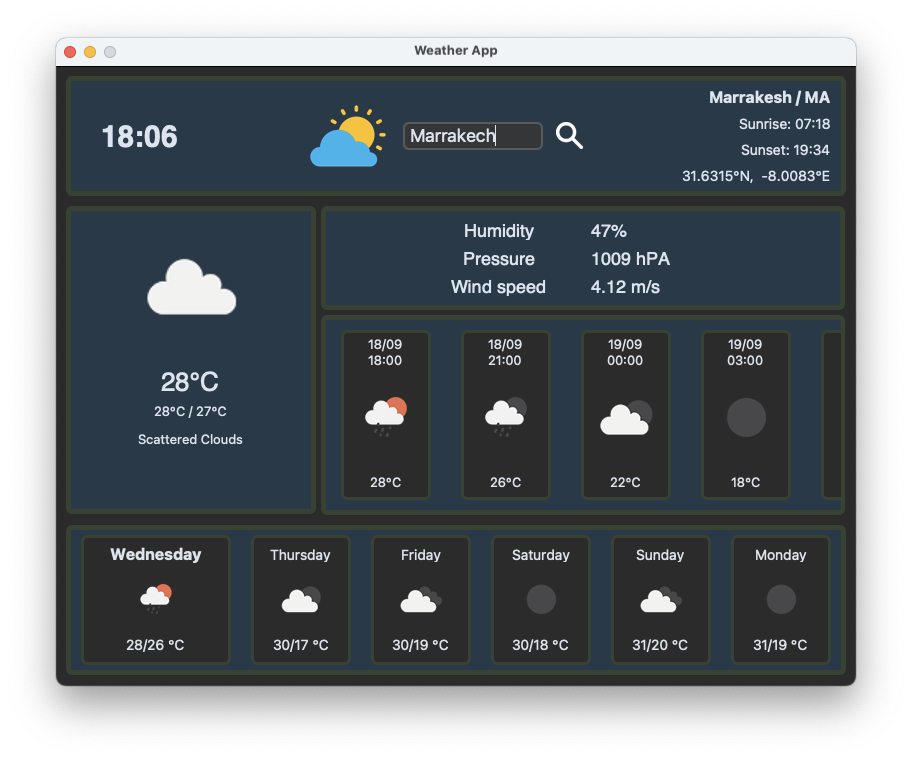 Weather App
18:06
Marrakech
Marrakesh / MA
Sunrise: 07:18
Sunset: 19:34
31.6315°N, -8.0083°E
28°C
28°C / 27°C
Scattered Clouds
Humidity 47%
Pressure 1009 hPA
Wind speed 4.12 m/s
18/09
18:00
28°C
18/09
21:00
26°C
19/09
00:00
22°C
19/09
03:00
18°C
Wednesday
28/26 °C
Thursday
30/17 °C
Friday
30/19 °C
Saturday
30/18 °C
Sunday
31/20 °C
Monday
31/19 °C